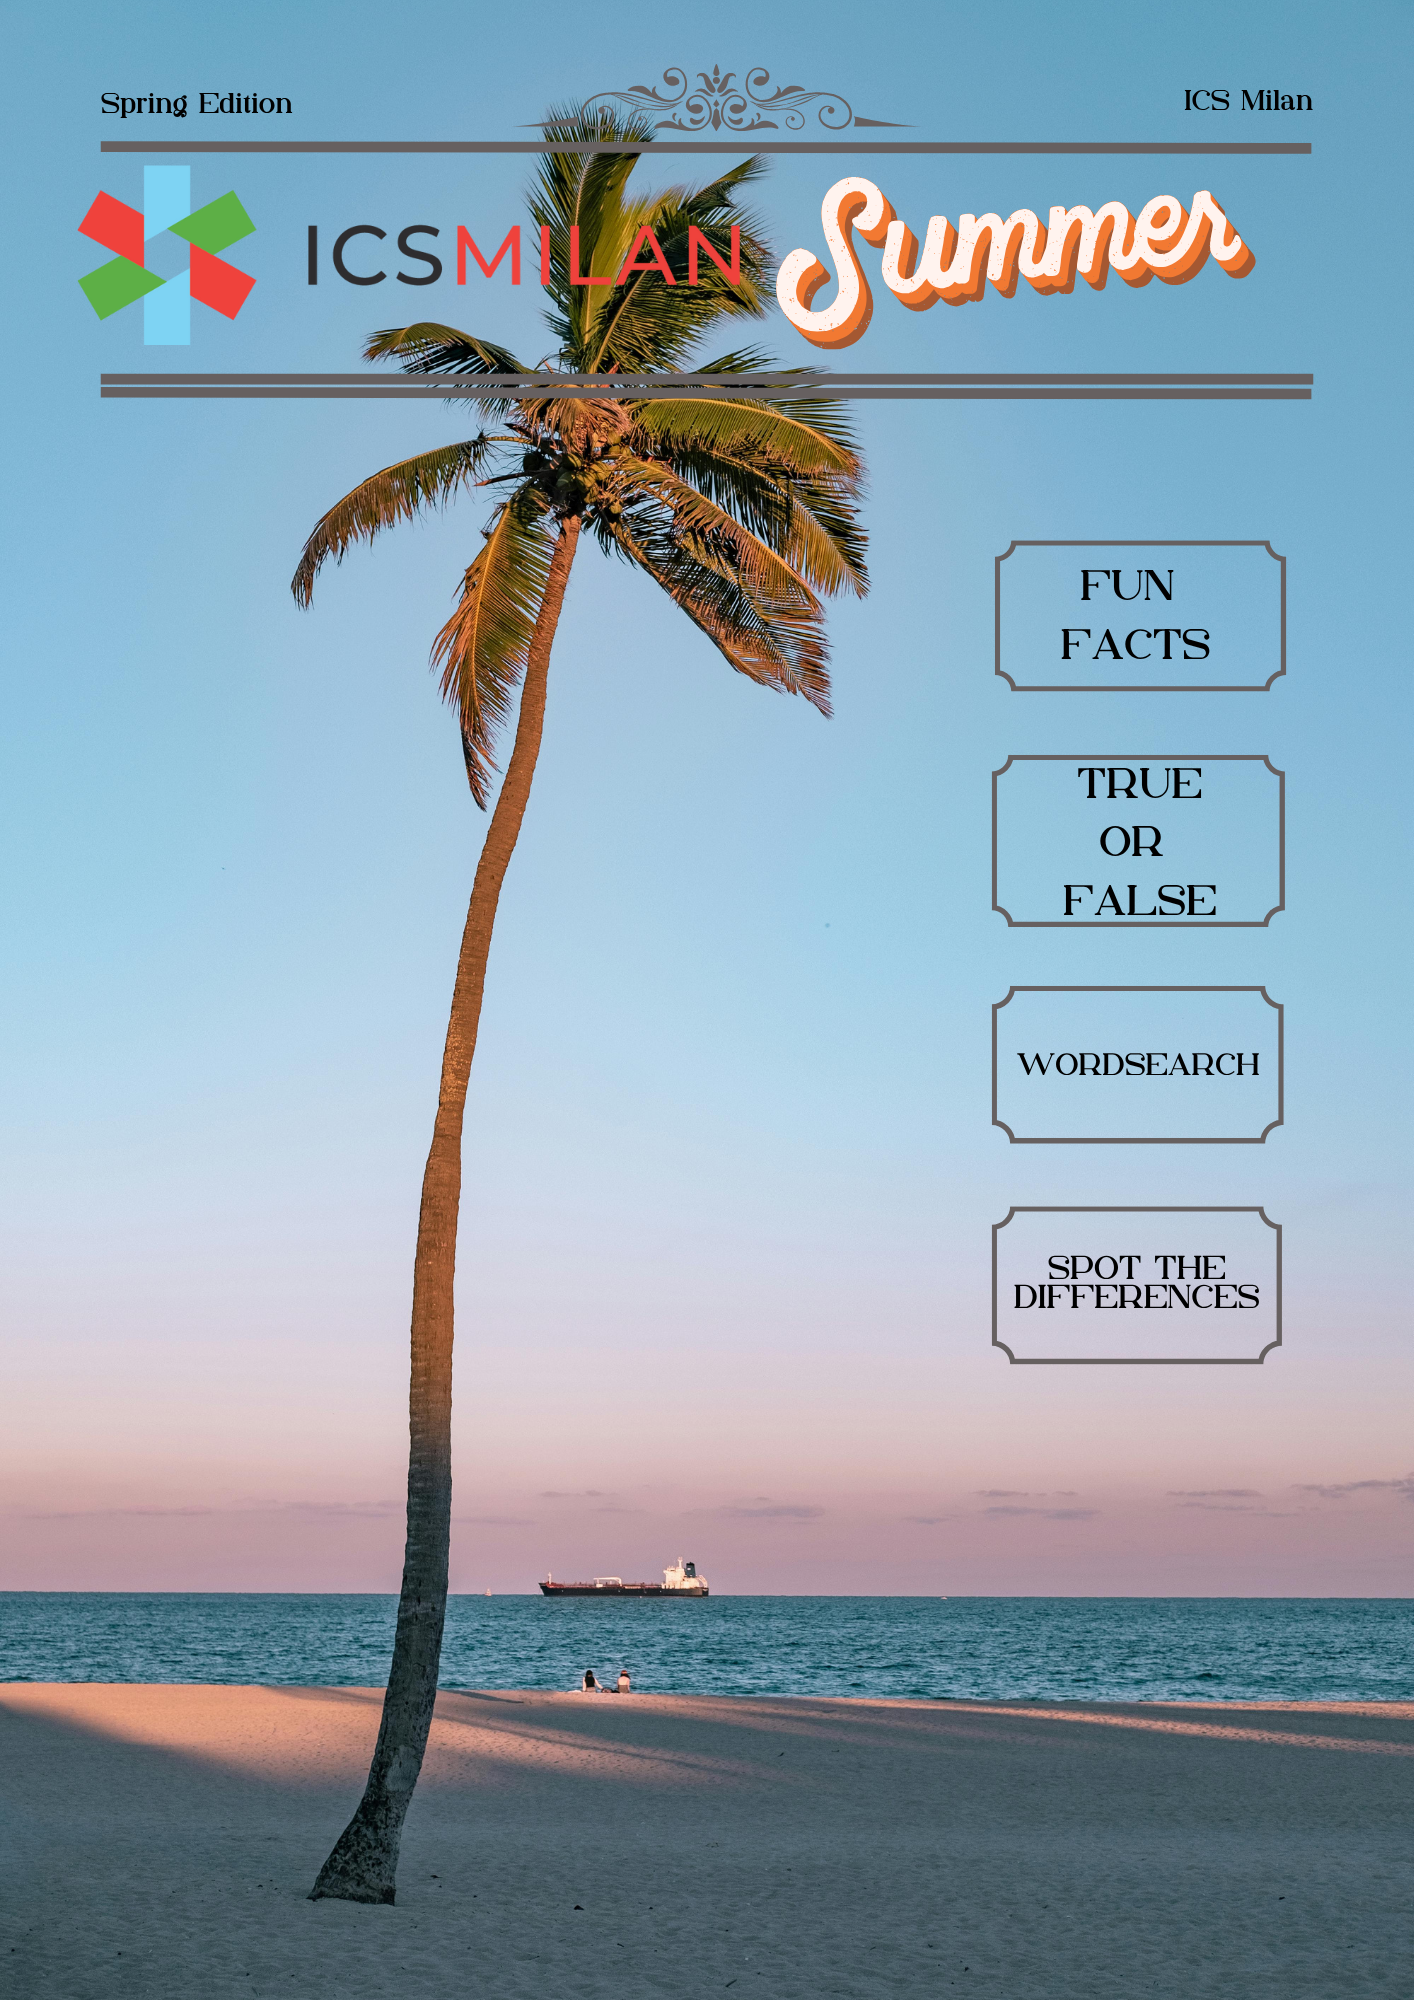 Spring Edition
ICS Milan
ICSMILAN Summer
FUN
FACTS
TRUE
OR
FALSE
WORDSEARCH
SPOT THE
DIFFERENCES